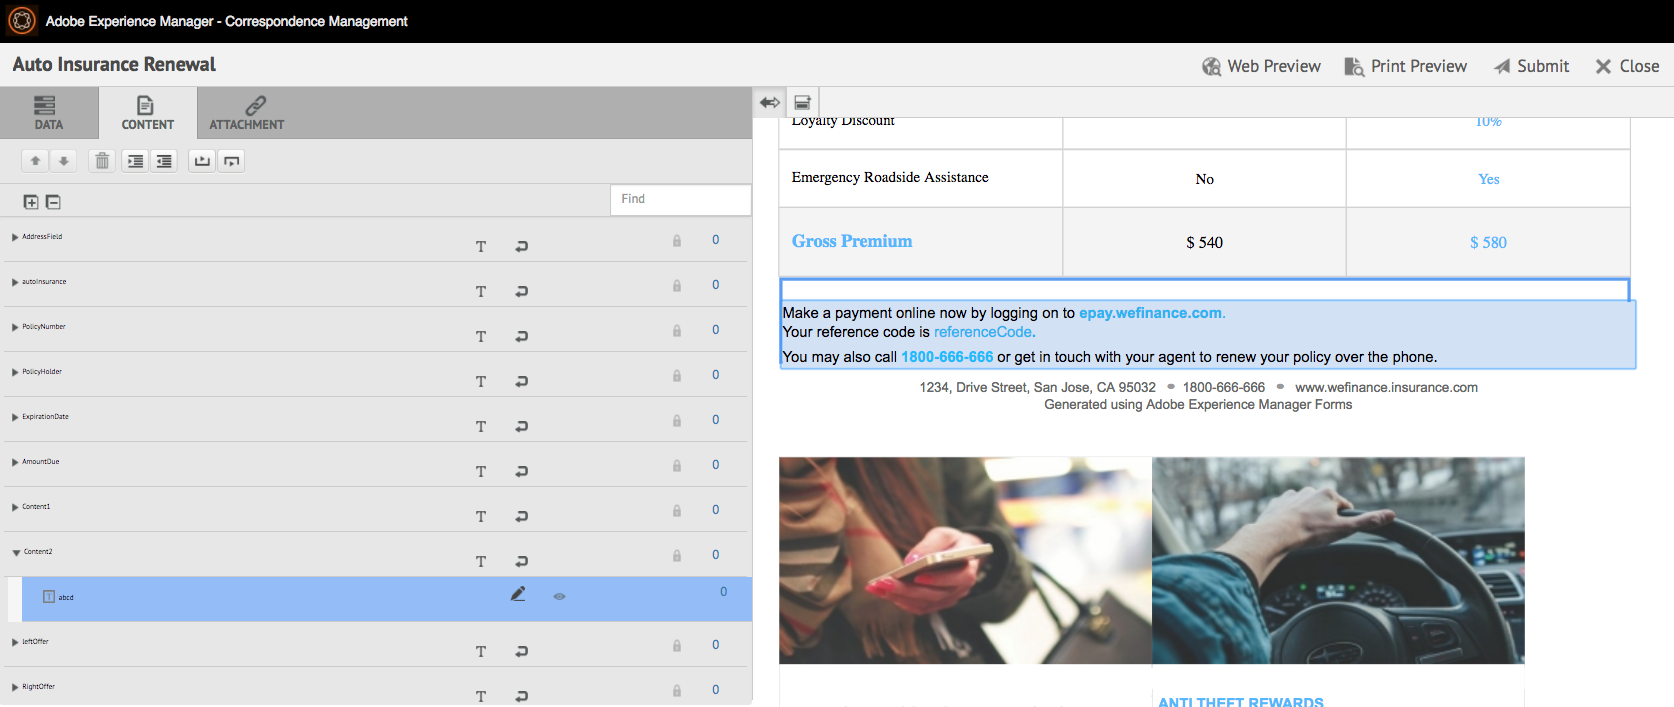 Adobe Experience Manager - Correspondence Management
Auto Insurance Renewal
Web Preview
Print Preview
Submit
Close
DATA
CONTENT
ATTACHMENT
Find
AddressField
T
0
autoInsurance
T
0
PolicyNumber
T
0
PolicyHolder
T
0
ExpirationDate
T
0
AmountDue
T
0
Content1
T
0
Content2
T
0
T
abcd
0
leftOffer
T
0
RightOffer
T
0
Loyalty Discount
10%
Emergency Roadside Assistance
No
Yes
Gross Premium
$ 540
$ 580
Make a payment online now by logging on to epay.wefinance.com.
Your reference code is referenceCode.
You may also call 1800-666-666 or get in touch with your agent to renew your policy over the phone.
1234, Drive Street, San Jose, CA 95032 • 1800-666-666 • www.wefinance.insurance.com
Generated using Adobe Experience Manager Forms
ANTI THEFT REWARDS